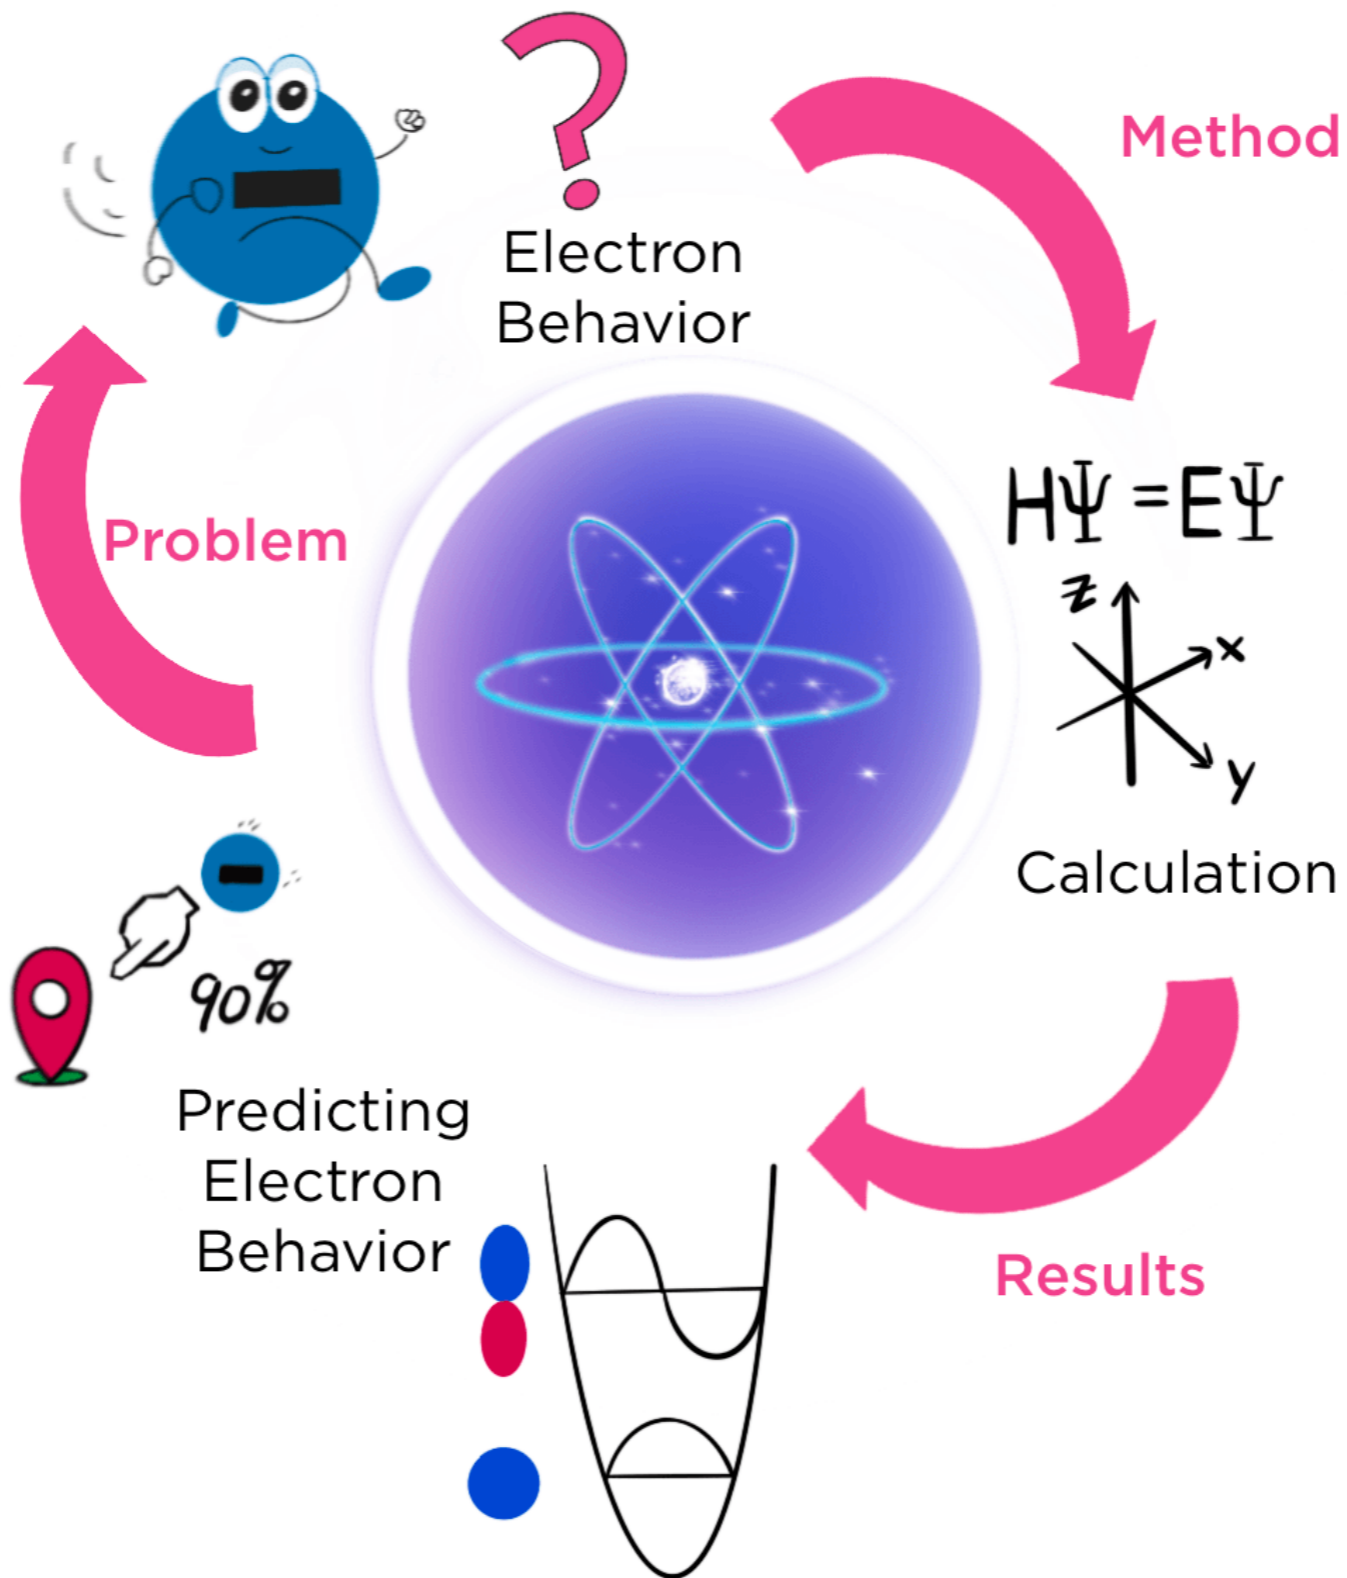 ?
Electron
Behavior
Method
HΨ = EΨ
z
x
y
Calculation
Results
Predicting
Electron
Behavior
90%
Problem